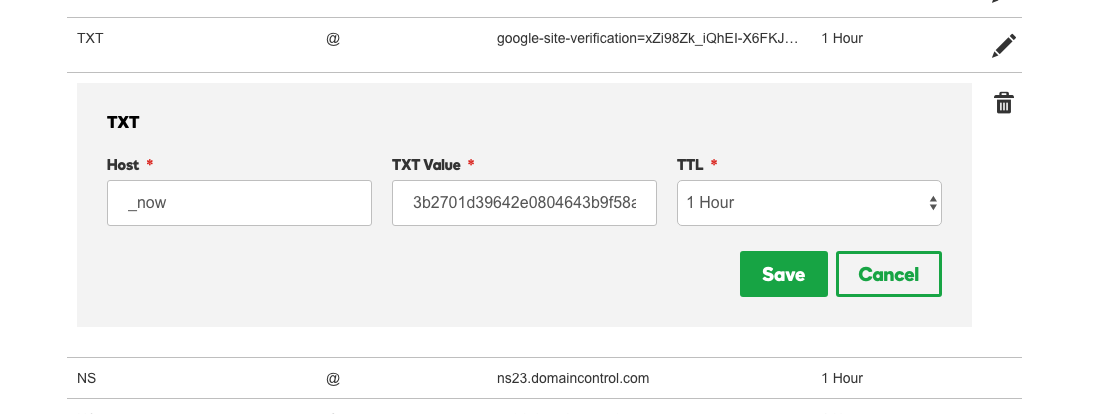 TXT @ google-site-verification=xZi98Zk_iQhEI-X6FKJ... 1 Hour
TXT
Host * TXT Value * TTL *
_now 3b2701d39642e0804643b9f58a 1 Hour
Save Cancel
NS @ ns23.domaincontrol.com 1 Hour